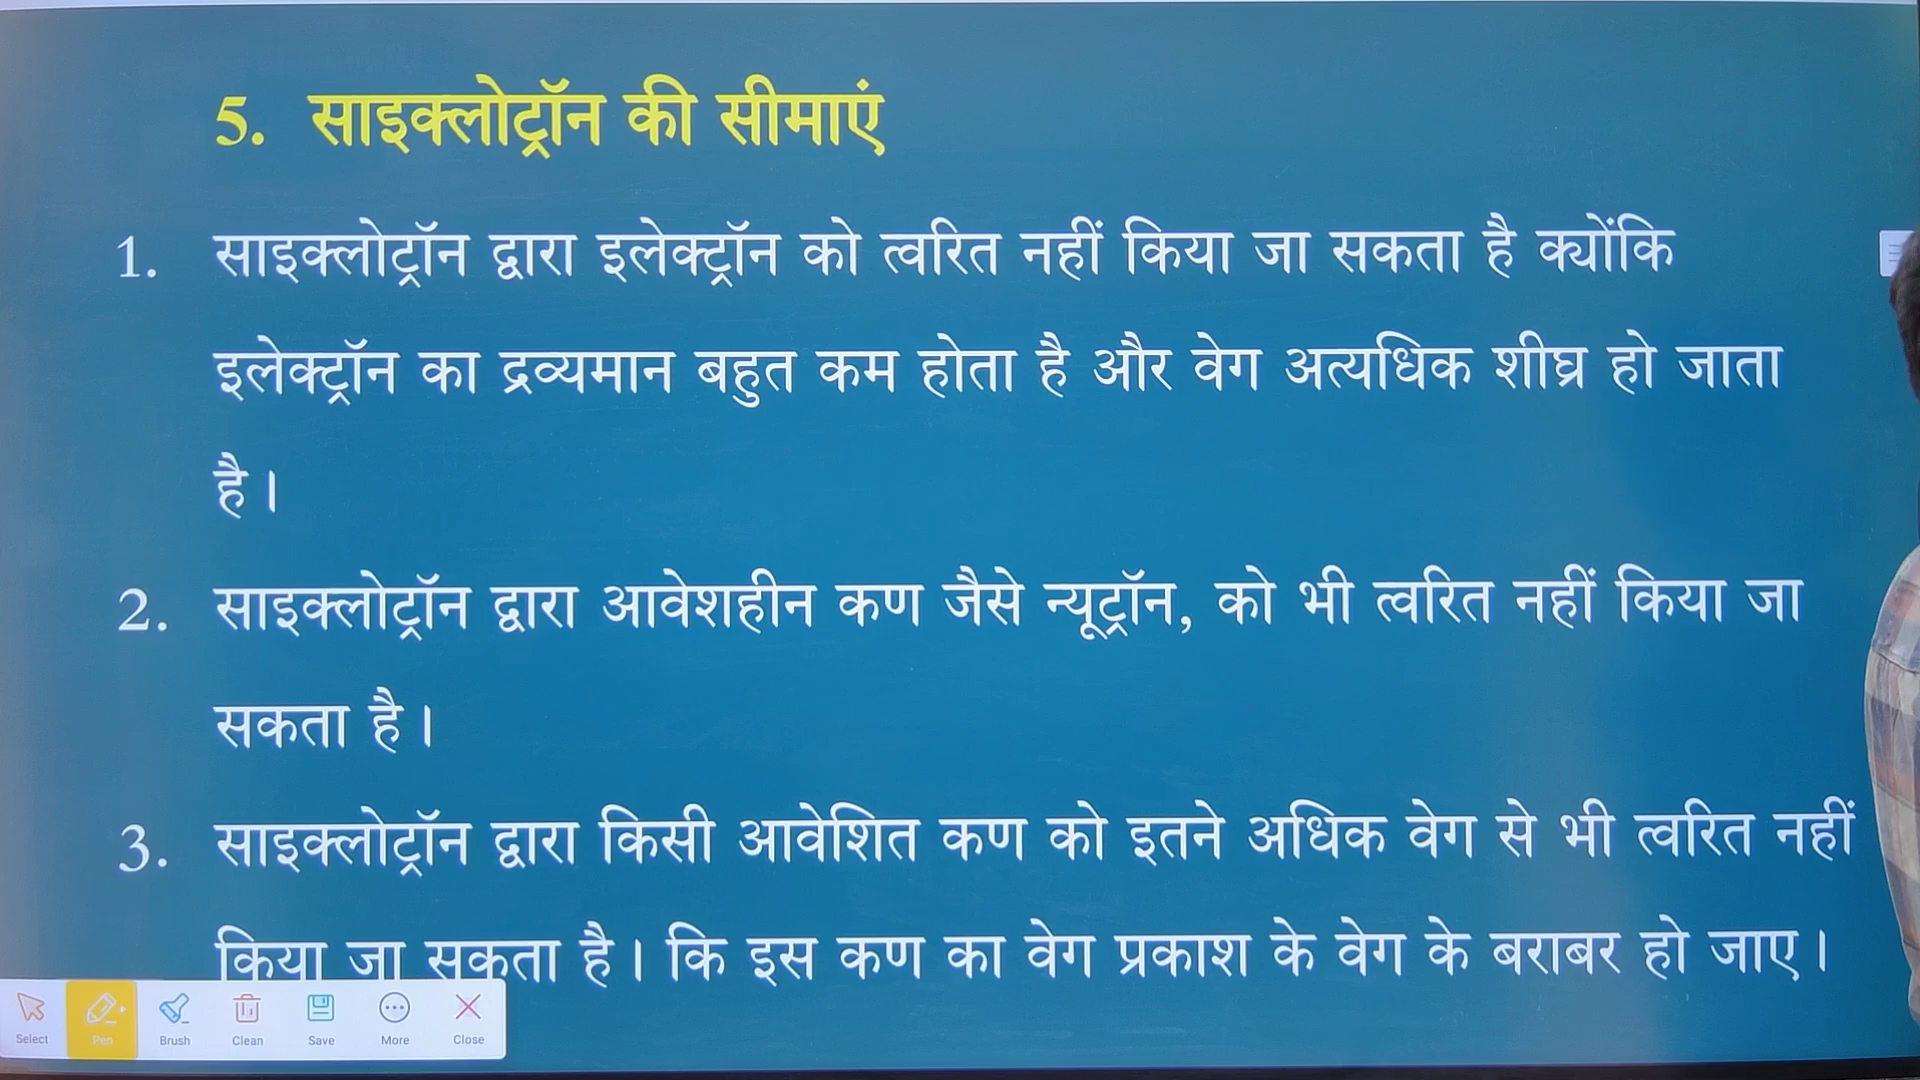 5. साइक्लोट्रॉन की सीमाएं
1. साइक्लोट्रॉन द्वारा इलेक्ट्रॉन को त्वरित नहीं किया जा सकता है क्योंकि
इलेक्ट्रॉन का द्रव्यमान बहुत कम होता है और वेग अत्यधिक शीघ्र हो जाता
है।
2. साइक्लोट्रॉन द्वारा आवेशहीन कण जैसे न्यूट्रॉन, को भी त्वरित नहीं किया जा
सकता है।
3. साइक्लोट्रॉन द्वारा किसी आवेशित कण को इतने अधिक वेग से भी त्वरित नहीं
किया जा सकता है। कि इस कण का वेग प्रकाश के वेग के बराबर हो जाए।
Select Pen Brush Clean Save More Close